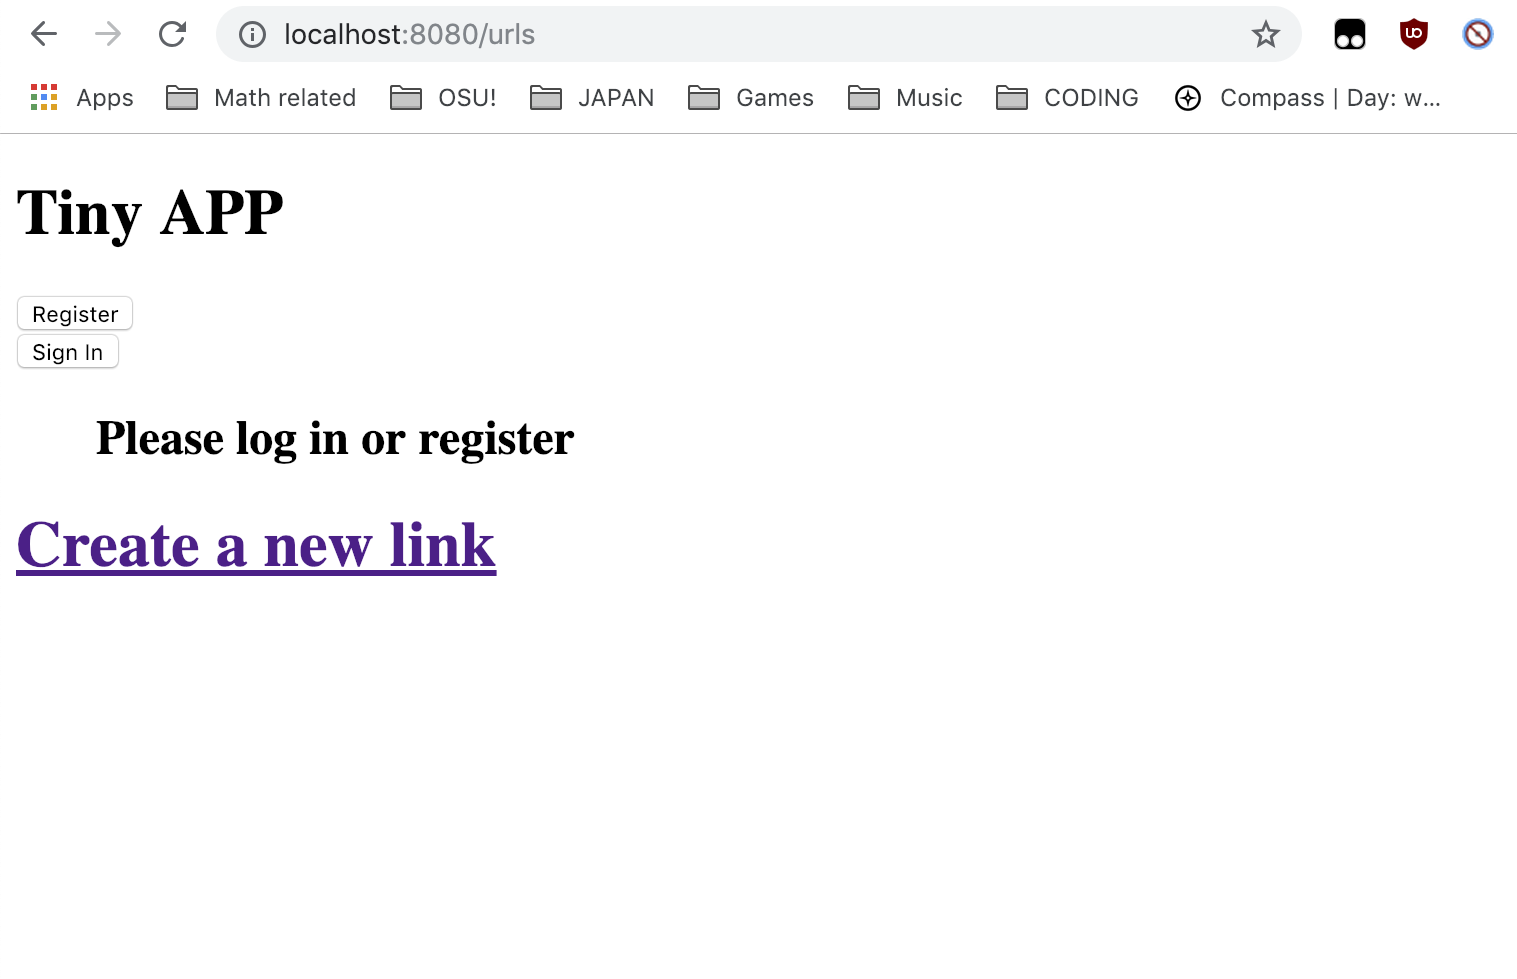 localhost:8080/urls
Apps Math related OSU! JAPAN Games Music CODING Compass | Day: w...
Tiny APP
Register
Sign In
Please log in or register
Create a new link